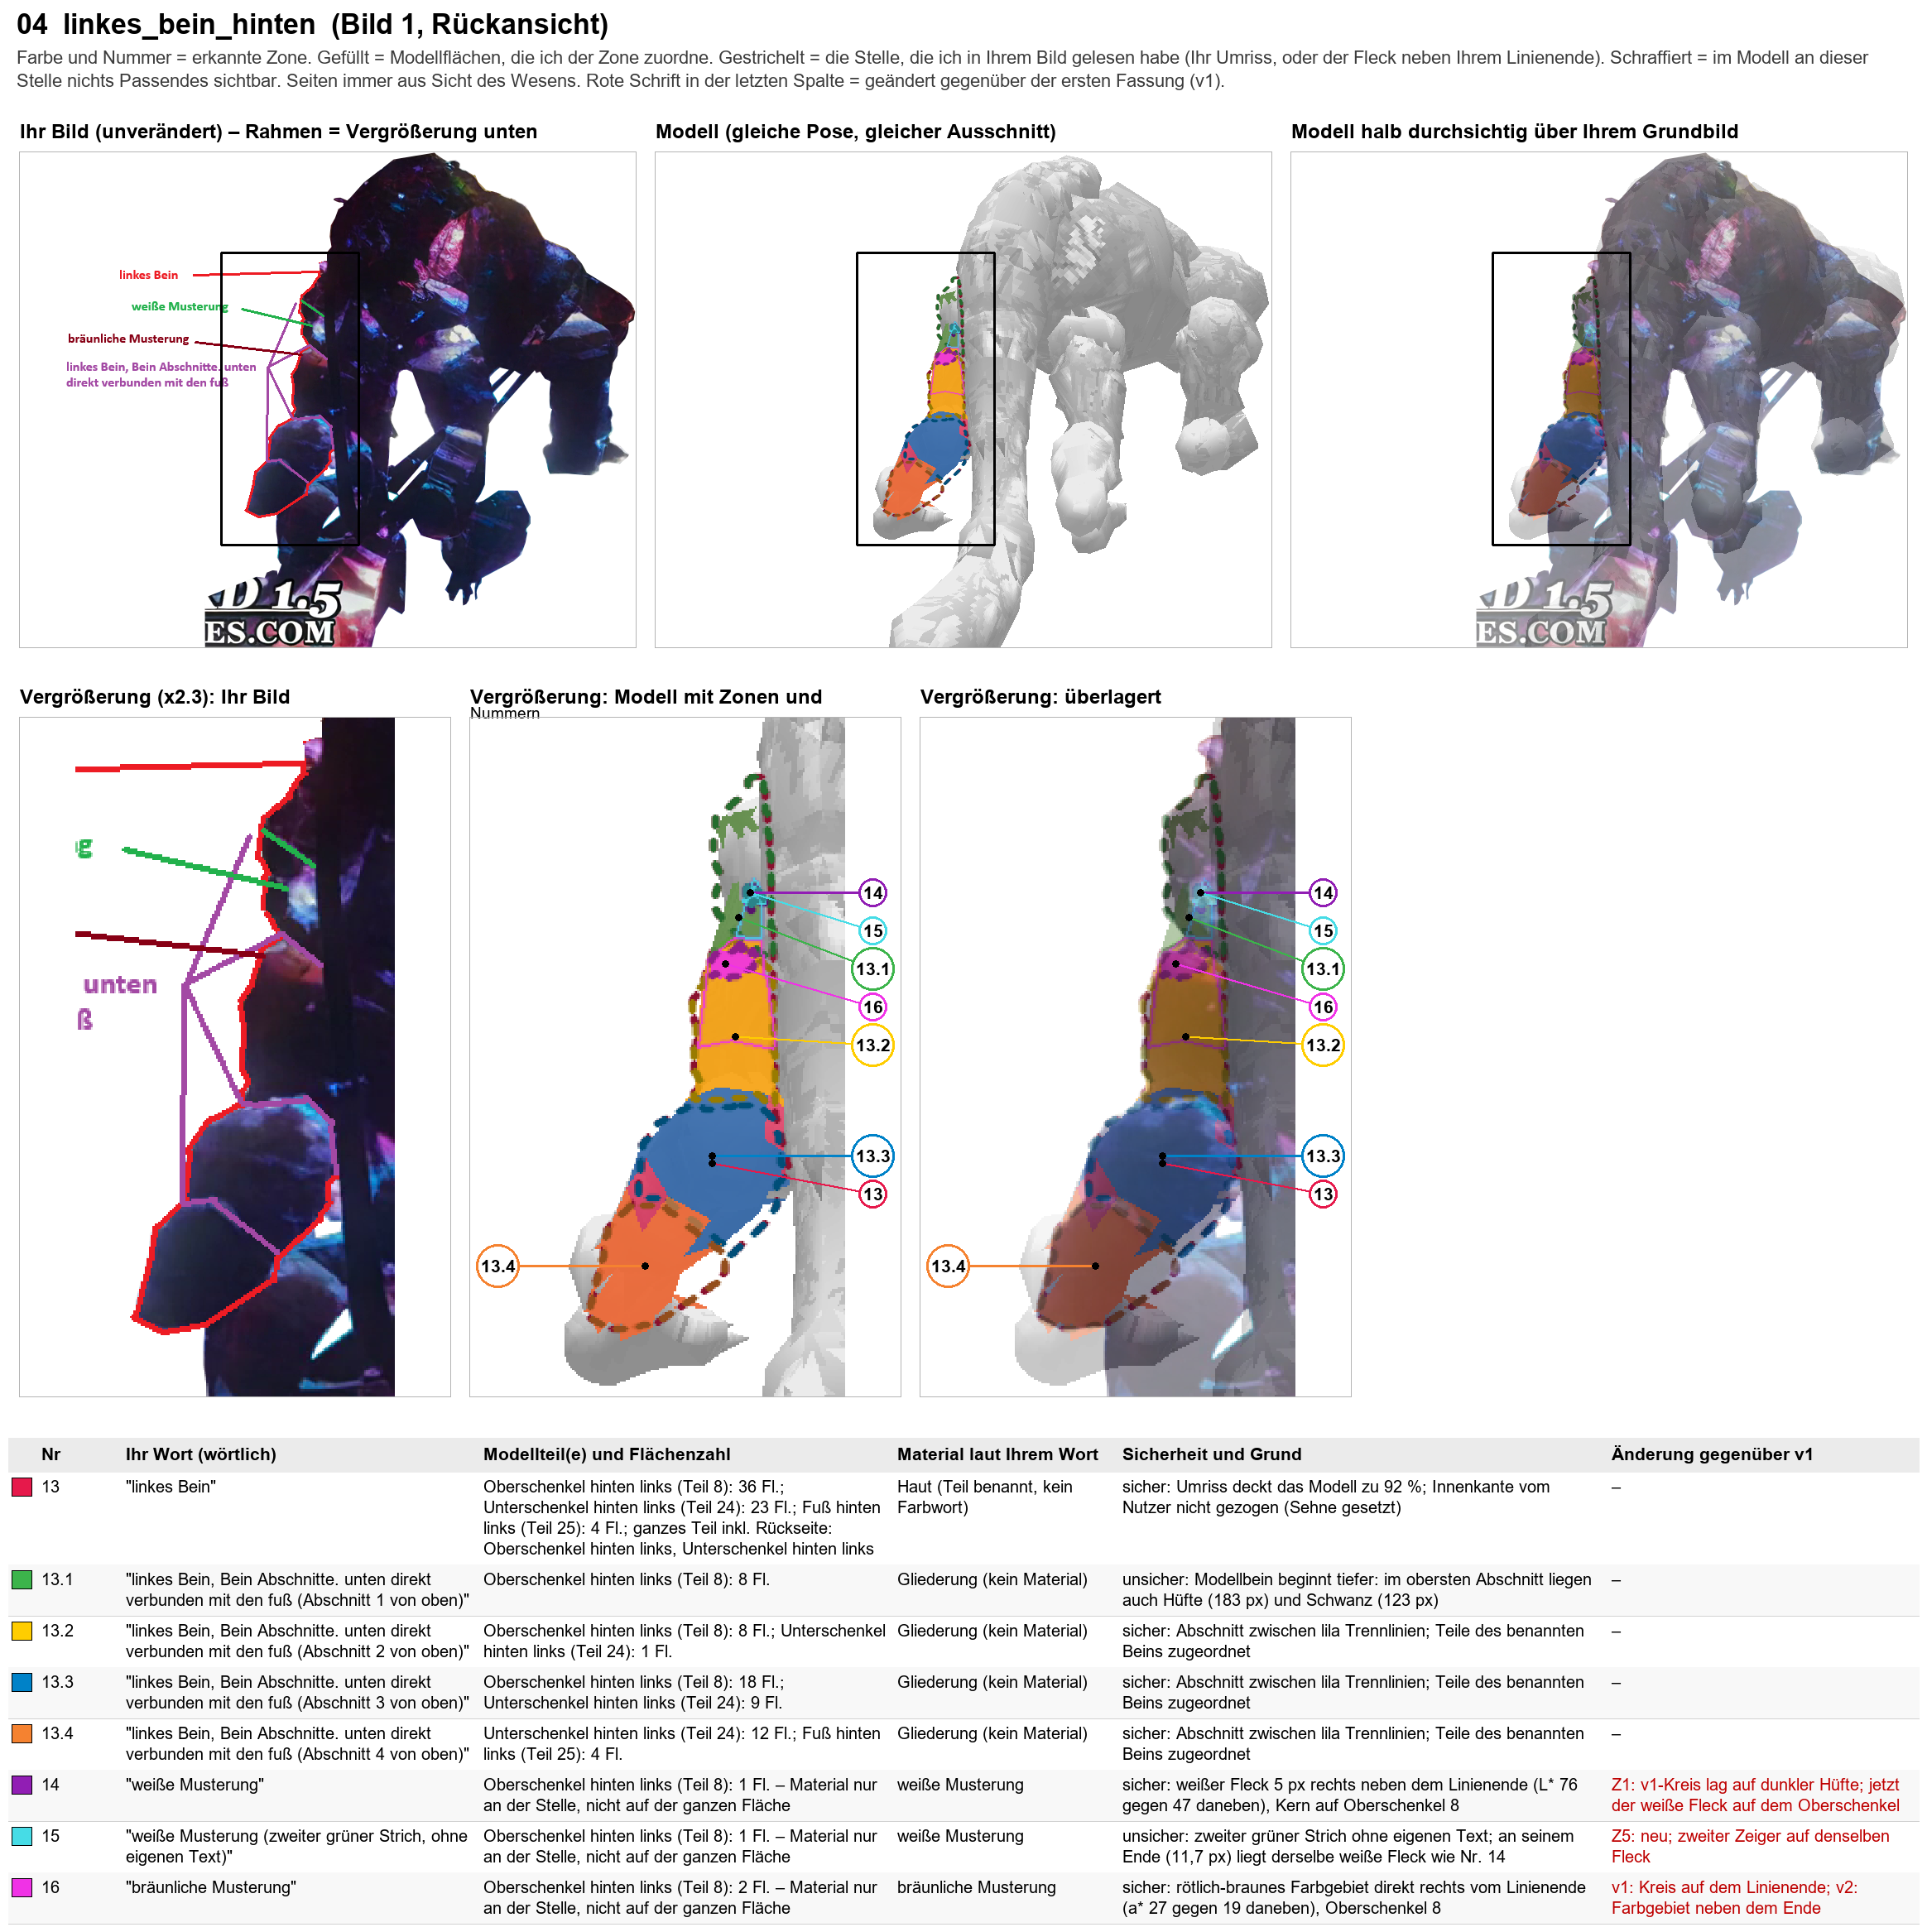 04 linkes_bein_hinten (Bild 1, Rückansicht)
Farbe und Nummer = erkannte Zone. Gefüllt = Modellflächen, die ich der Zone zuordne. Gestrichelt = die Stelle, die ich in Ihrem Bild gelesen habe (Ihr Umriss, oder der Fleck neben Ihrem Linienende). Schraffiert = im Modell an dieser
Stelle nichts Passendes sichtbar. Seiten immer aus Sicht des Wesens. Rote Schrift in der letzten Spalte = geändert gegenüber der ersten Fassung (v1).
Ihr Bild (unverändert) – Rahmen = Vergrößerung unten
Modell (gleiche Pose, gleicher Ausschnitt)
Modell halb durchsichtig über Ihrem Grundbild
linkes Bein
weiße Musterung
bräunliche Musterung
linkes Bein, Bein Abschnitte. unten
direkt verbunden mit den fuß
D 1.5
ES.COM
D 1.5
ES.COM
Vergrößerung (x2.3): Ihr Bild
Vergrößerung: Modell mit Zonen und
Nummern
Vergrößerung: überlagert
g
unten
ß
14
15
13.1
16
13.2
13.3
13
13.4
14
15
13.1
16
13.2
13.3
13
13.4
Nr Ihr Wort (wörtlich) Modellteil(e) und Flächenzahl Material laut Ihrem Wort Sicherheit und Grund Änderung gegenüber v1
13 "linkes Bein" Oberschenkel hinten links (Teil 8): 36 Fl.; Haut (Teil benannt, kein sicher: Umriss deckt das Modell zu 92 %; Innenkante vom –
Unterschenkel hinten links (Teil 24): 23 Fl.; Fuß hinten Farbwort) Nutzer nicht gezogen (Sehne gesetzt)
links (Teil 25): 4 Fl.; ganzes Teil inkl. Rückseite:
Oberschenkel hinten links, Unterschenkel hinten links
13.1 "linkes Bein, Bein Abschnitte. unten direkt Oberschenkel hinten links (Teil 8): 8 Fl. Gliederung (kein Material) unsicher: Modellbein beginnt tiefer: im obersten Abschnitt liegen –
verbunden mit den fuß (Abschnitt 1 von oben)" auch Hüfte (183 px) und Schwanz (123 px)
13.2 "linkes Bein, Bein Abschnitte. unten direkt Oberschenkel hinten links (Teil 8): 8 Fl.; Unterschenkel Gliederung (kein Material) sicher: Abschnitt zwischen lila Trennlinien; Teile des benannten –
verbunden mit den fuß (Abschnitt 2 von oben)" hinten links (Teil 24): 1 Fl. Beins zugeordnet
13.3 "linkes Bein, Bein Abschnitte. unten direkt Oberschenkel hinten links (Teil 8): 18 Fl.; Gliederung (kein Material) sicher: Abschnitt zwischen lila Trennlinien; Teile des benannten –
verbunden mit den fuß (Abschnitt 3 von oben)" Unterschenkel hinten links (Teil 24): 9 Fl. Beins zugeordnet
13.4 "linkes Bein, Bein Abschnitte. unten direkt Unterschenkel hinten links (Teil 24): 12 Fl.; Fuß hinten Gliederung (kein Material) sicher: Abschnitt zwischen lila Trennlinien; Teile des benannten –
verbunden mit den fuß (Abschnitt 4 von oben)" links (Teil 25): 4 Fl. Beins zugeordnet
14 "weiße Musterung" Oberschenkel hinten links (Teil 8): 1 Fl. – Material nur weiße Musterung sicher: weißer Fleck 5 px rechts neben dem Linienende (L* 76 Z1: v1-Kreis lag auf dunkler Hüfte; jetzt
an der Stelle, nicht auf der ganzen Fläche gegen 47 daneben), Kern auf Oberschenkel 8 der weiße Fleck auf dem Oberschenkel
15 "weiße Musterung (zweiter grüner Strich, ohne Oberschenkel hinten links (Teil 8): 1 Fl. – Material nur weiße Musterung unsicher: zweiter grüner Strich ohne eigenen Text; an seinem Z5: neu; zweiter Zeiger auf denselben
eigenen Text)" an der Stelle, nicht auf der ganzen Fläche Ende (11,7 px) liegt derselbe weiße Fleck wie Nr. 14 Fleck
16 "bräunliche Musterung" Oberschenkel hinten links (Teil 8): 2 Fl. – Material nur bräunliche Musterung sicher: rötlich-braunes Farbgebiet direkt rechts vom Linienende v1: Kreis auf dem Linienende; v2:
an der Stelle, nicht auf der ganzen Fläche (a* 27 gegen 19 daneben), Oberschenkel 8 Farbgebiet neben dem Ende